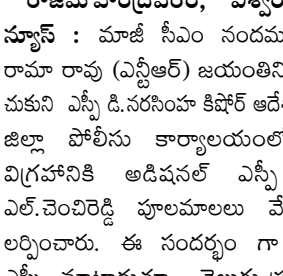 న్యూస్ : మాజీ సీఎం నందమ
రామా రావు (ఎన్టీఆర్) జయంతిని
చుకుని ఎస్పీ డి.నరసింహ కిషోర్ ఆదే
జిల్లా పోలీసు కార్యాలయంలో
విగ్రహానికి అడిషనల్ ఎస్పీ
ఎల్.చెంచిరెడ్డి పూలమాలలు వే
లర్పించారు. ఈ సందర్భం గా